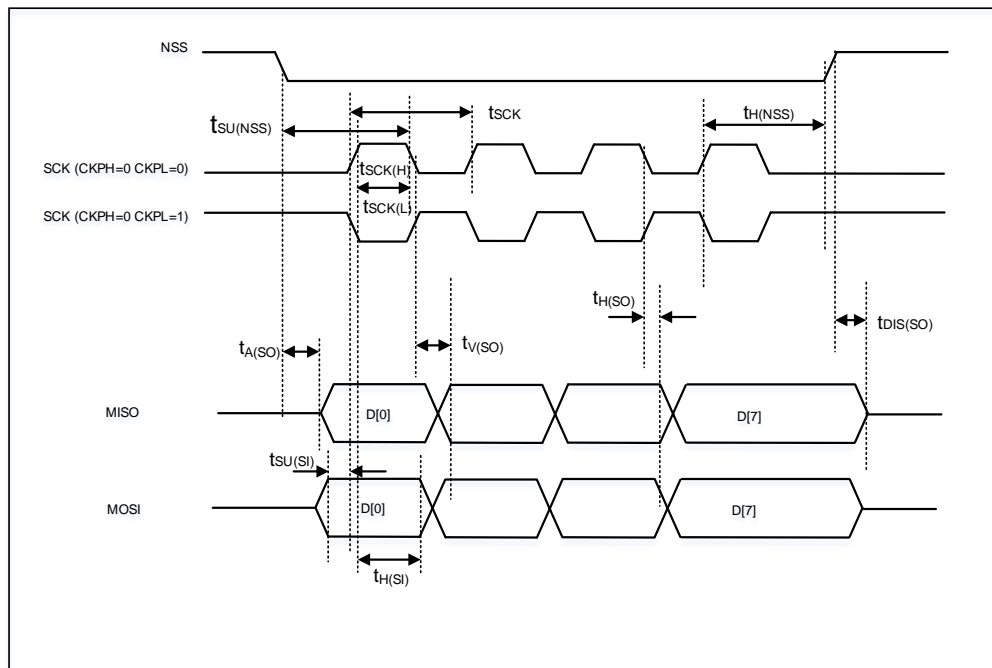 NSS
tSCK
tSU(NSS)
tH(NSS)
SCK (CKPH=0 CKPL=0)
tSCK(H)
tSCK(L)
SCK (CKPH=0 CKPL=1)
tH(SO)
tDIS(SO)
tA(SO)
tV(SO)
MISO
D[0]
D[7]
tSU(SI)
MOSI
D[0]
D[7]
tH(SI)